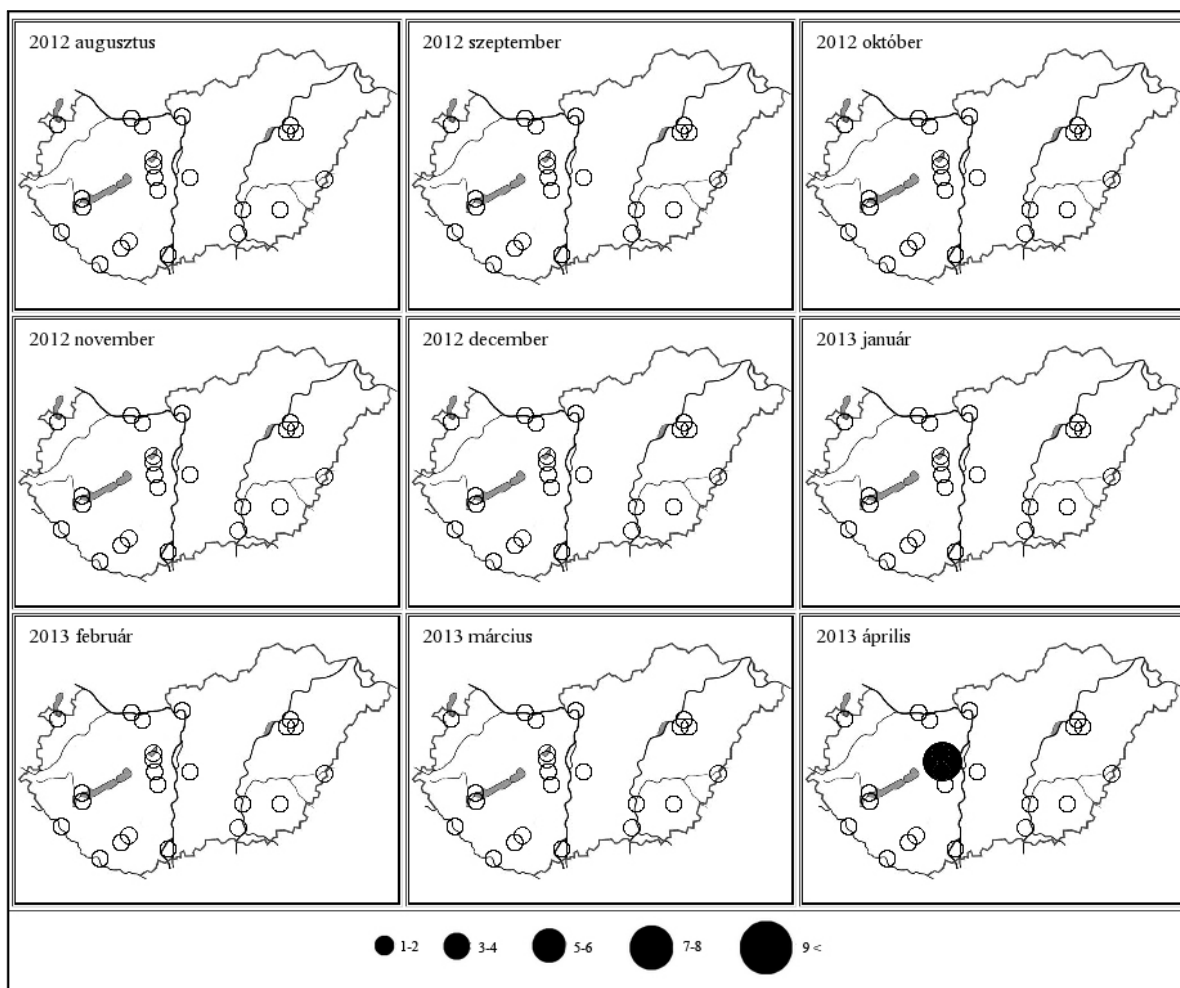 2012 augusztus
2012 szeptember
2012 október
2012 november
2012 december
2013 január
2013 február
2013 március
2013 április
1-2
3-4
5-6
7-8
9 <